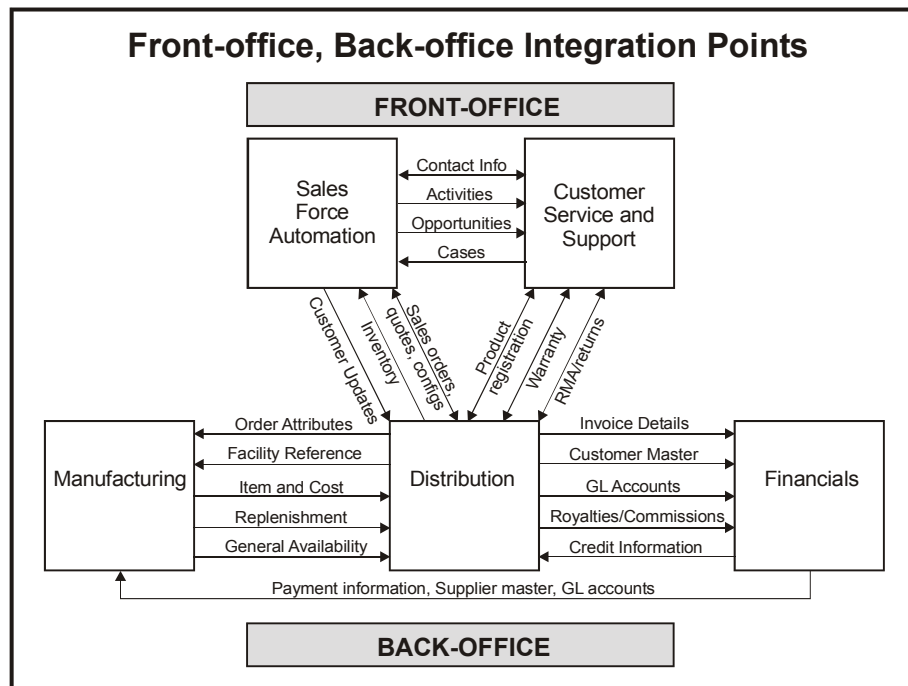 Front-office, Back-office Integration Points
FRONT-OFFICE
Sales
Force
Automation
Contact Info
Activities
Opportunities
Cases
Customer
Service and
Support
Customer Updates
Inventory
Sales orders,
quotes, configs
Product
registration
Warranty
RMA/returns
Manufacturing
Order Attributes
Facility Reference
Item and Cost
Replenishment
General Availability
Distribution
Invoice Details
Customer Master
GL Accounts
Royalties/Commissions
Credit Information
Financials
Payment information, Supplier master, GL accounts
BACK-OFFICE